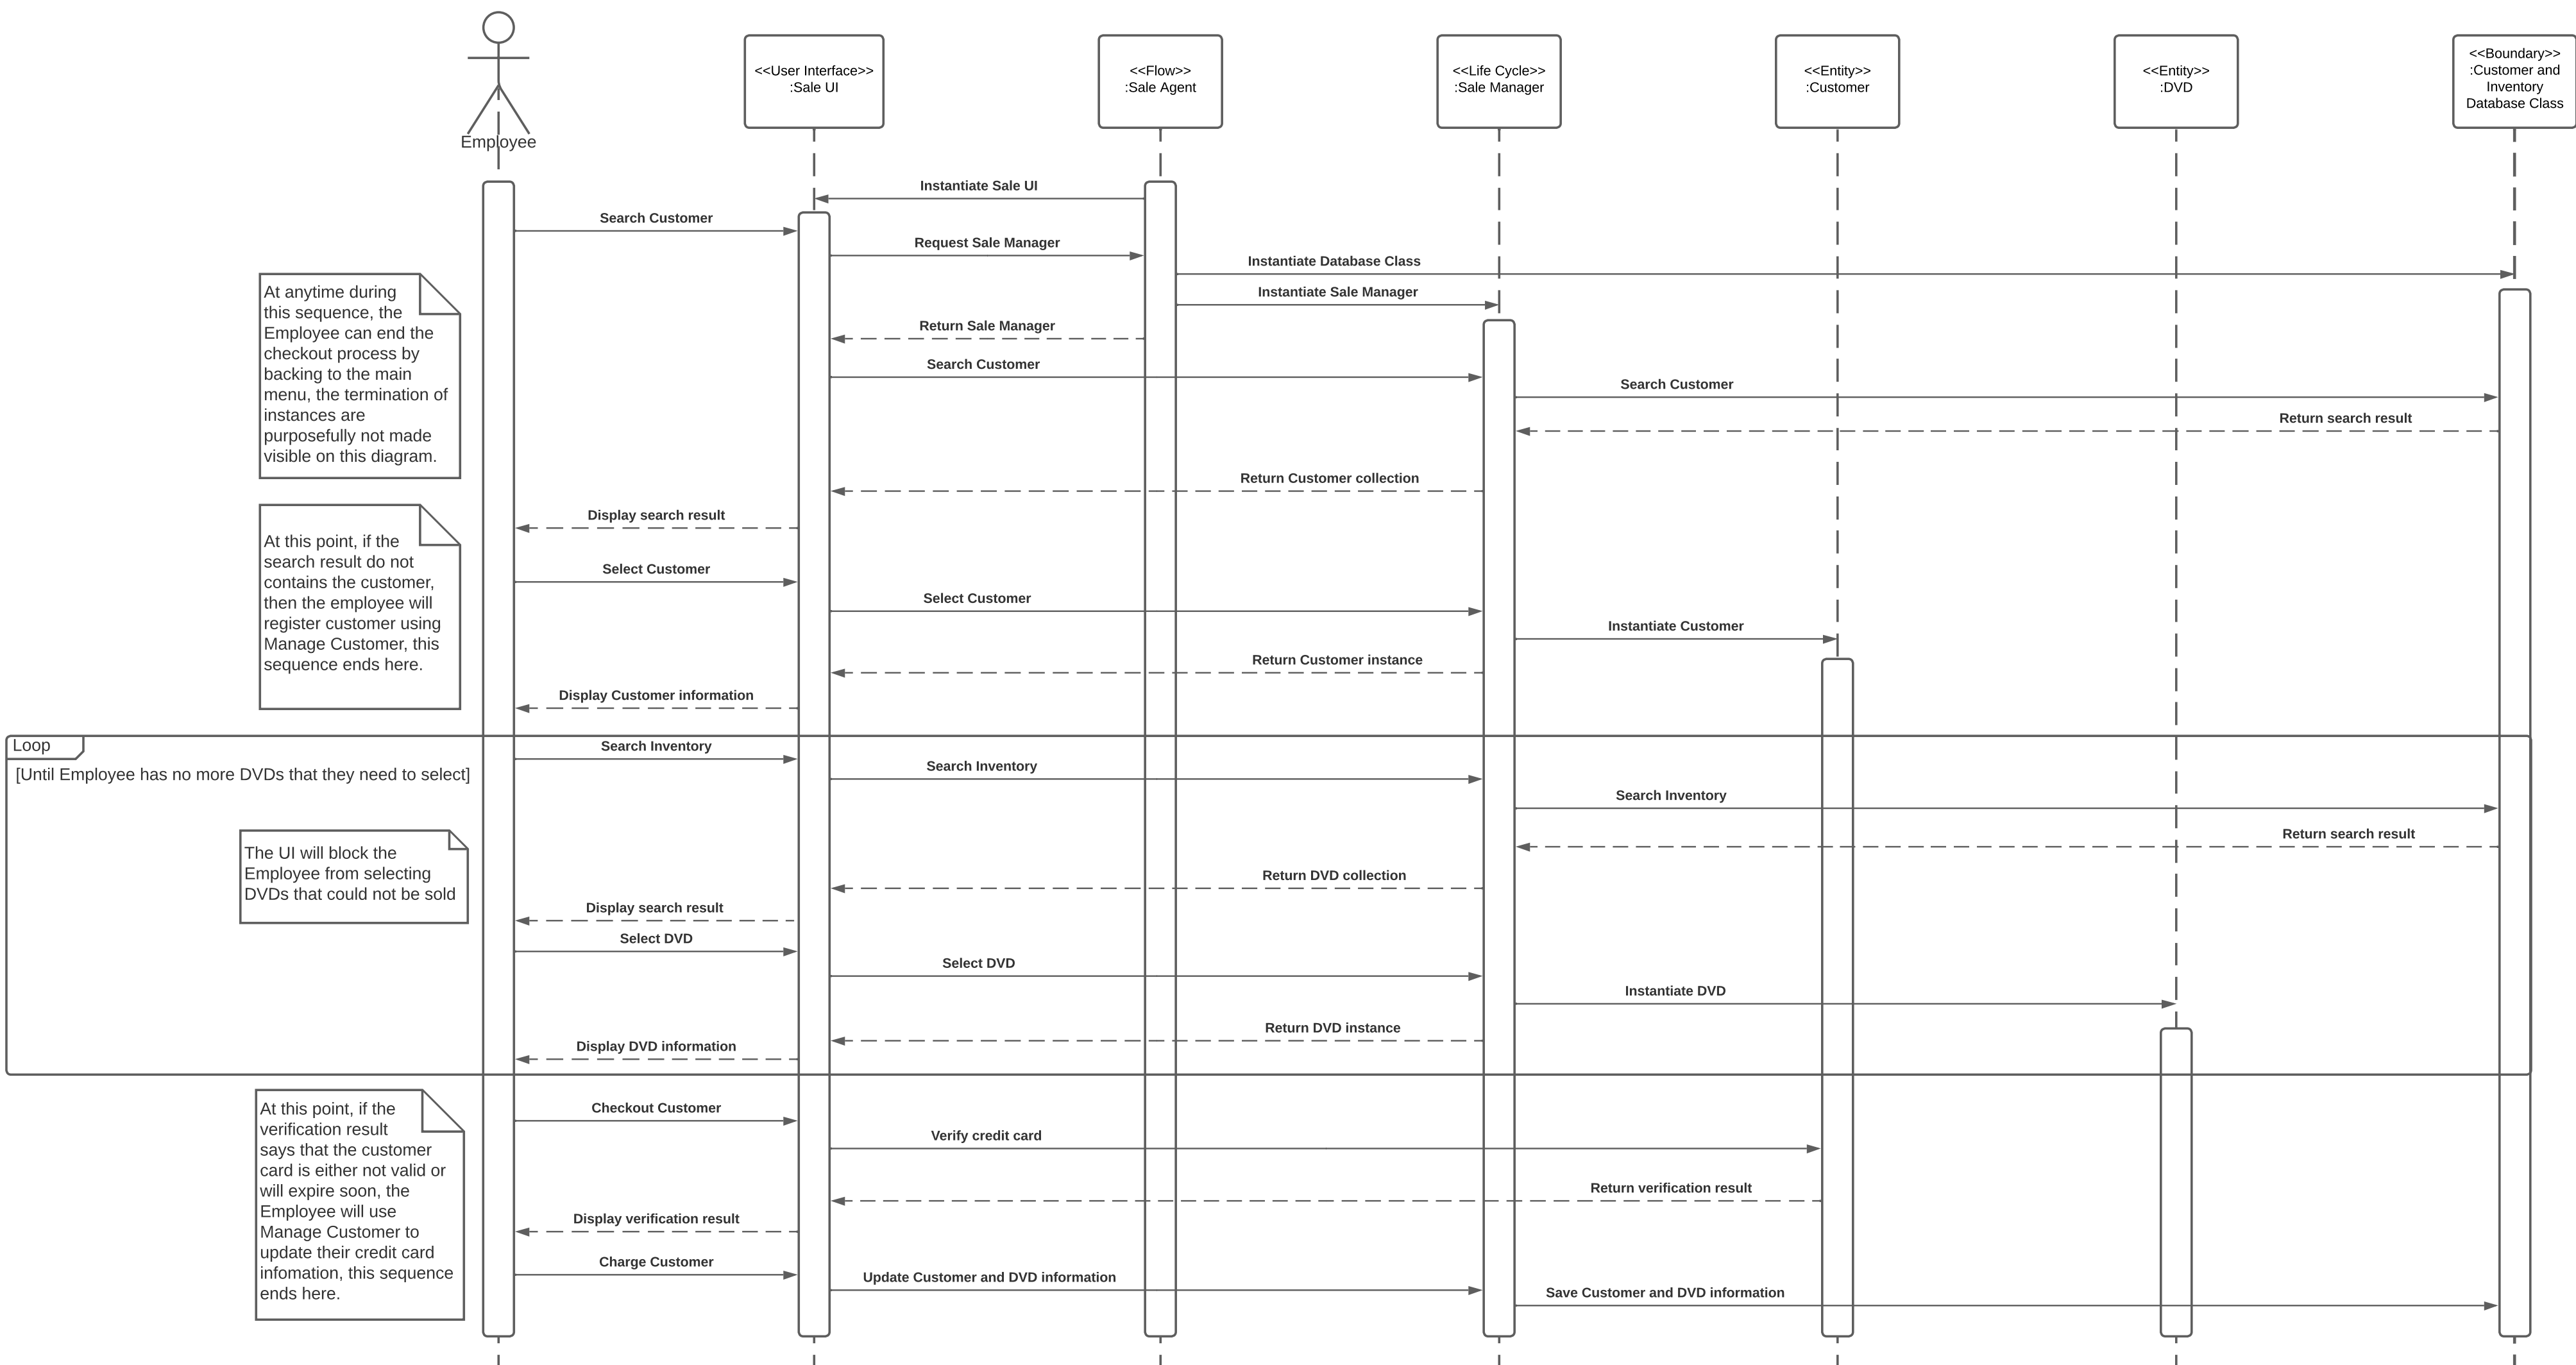 Employee
<<User Interface>>
:Sale UI
<<Flow>>
:Sale Agent
<<Life Cycle>>
:Sale Manager
<<Entity>>
:Customer
<<Entity>>
:DVD
<<Boundary>>
:Customer and
Inventory
Database Class
Instantiate Sale UI
Search Customer
Request Sale Manager
Instantiate Database Class
Instantiate Sale Manager
Return Sale Manager
Search Customer
Search Customer
Return search result
At anytime during
this sequence, the
Employee can end the
checkout process by
backing to the main
menu, the termination of
instances are
purposefully not made
visible on this diagram.
Return Customer collection
Display search result
At this point, if the
search result do not
contains the customer,
then the employee will
register customer using
Manage Customer, this
sequence ends here.
Select Customer
Select Customer
Instantiate Customer
Return Customer instance
Display Customer information
Loop
[Until Employee has no more DVDs that they need to select]
Search Inventory
Search Inventory
Search Inventory
Return search result
The UI will block the
Employee from selecting
DVDs that could not be sold
Return DVD collection
Display search result
Select DVD
Select DVD
Instantiate DVD
Return DVD instance
Display DVD information
At this point, if the
verification result
says that the customer
card is either not valid or
will expire soon, the
Employee will use
Manage Customer to
update their credit card
infomation, this sequence
ends here.
Checkout Customer
Verify credit card
Return verification result
Display verification result
Charge Customer
Update Customer and DVD information
Save Customer and DVD information